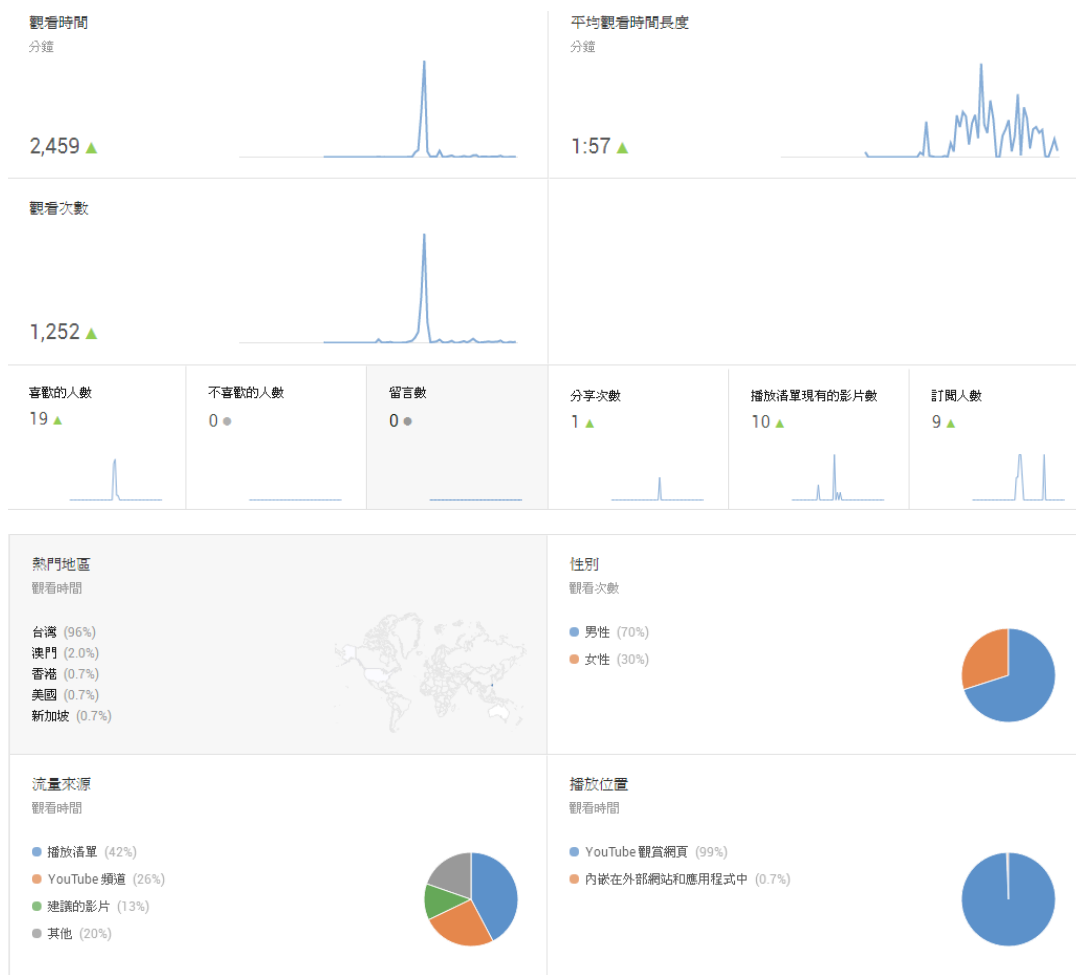 觀看時間
分鐘
2,459
平均觀看時間長度
分鐘
1:57
觀看次數
1,252
喜歡的人數
19
不喜歡的人數
0
留言數
0
分享次數
1
播放清單現有的影片數
10
訂閱人數
9
熱門地區
觀看時間
台灣 (96%)
澳門 (2.0%)
香港 (0.7%)
美國 (0.7%)
新加坡 (0.7%)
性別
觀看次數
男性 (70%)
女性 (30%)
流量來源
觀看時間
播放清單 (42%)
YouTube 頻道 (26%)
建議的影片 (13%)
其他 (20%)
播放位置
觀看時間
YouTube 觀賞網頁 (99%)
內嵌在外部網站和應用程式中 (0.7%)